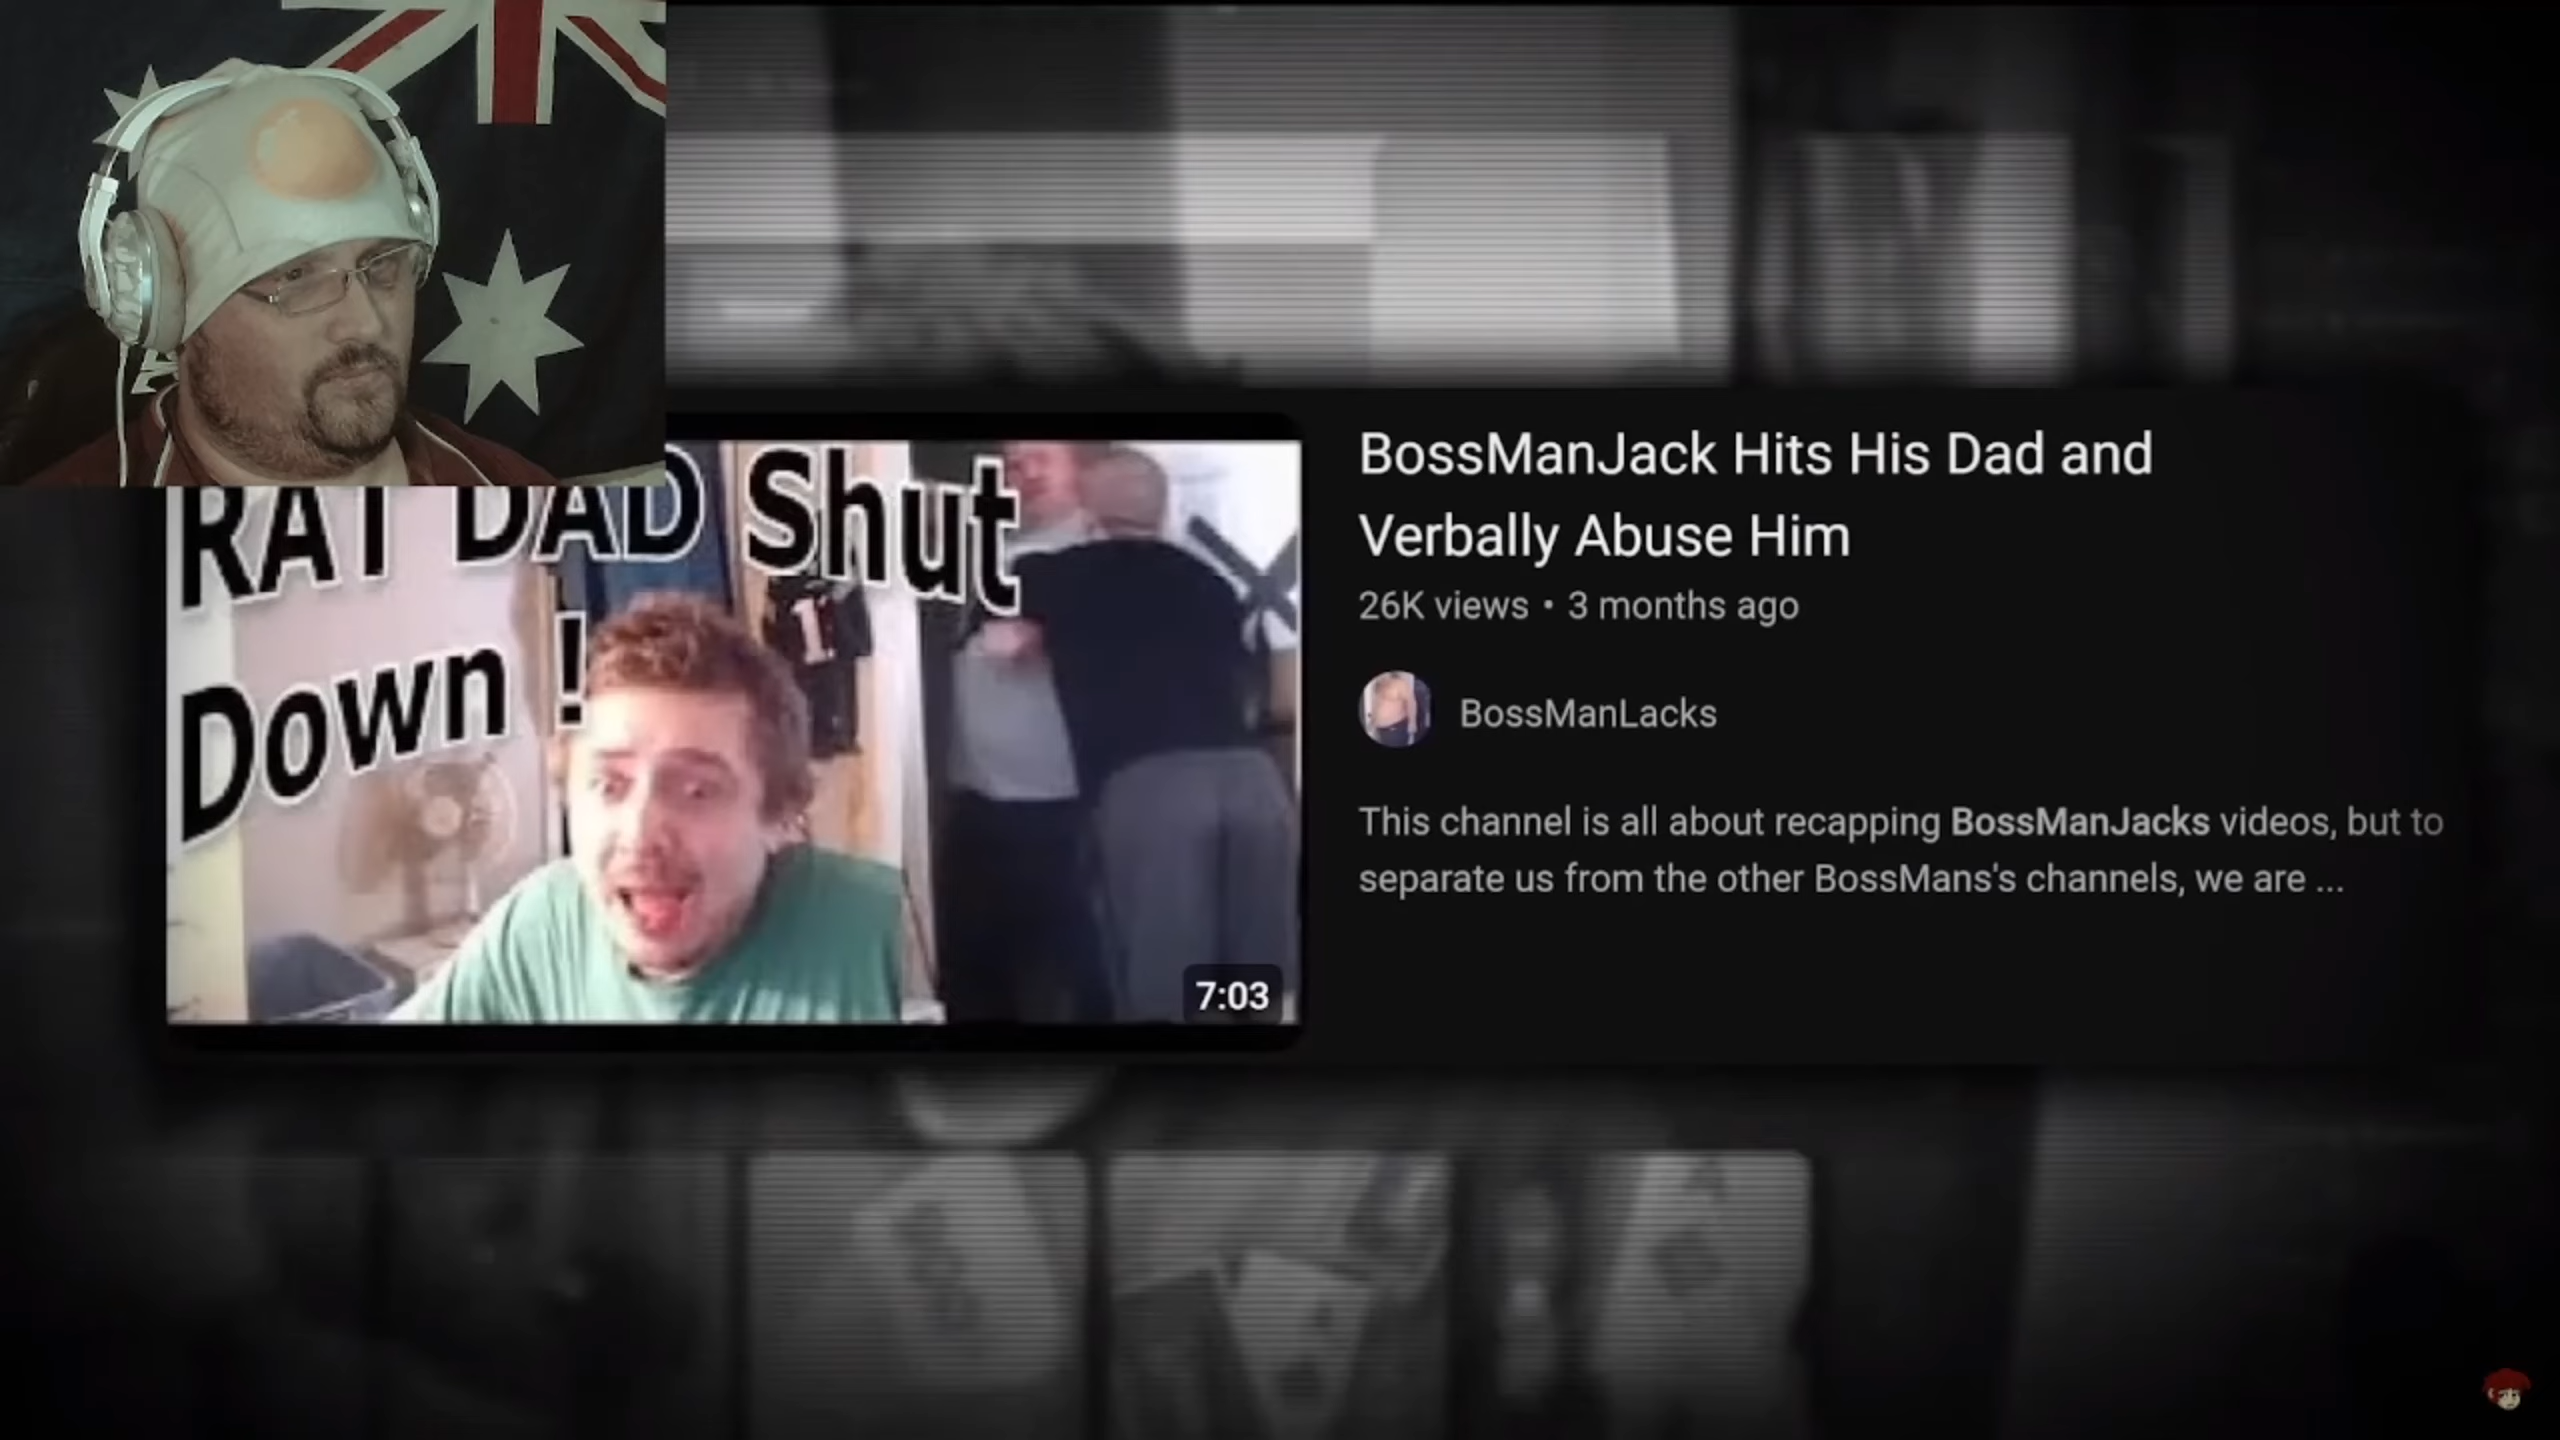 RAT DAD Shut
Down !
1
7:03
BossManJack Hits His Dad and
Verbally Abuse Him
26K views • 3 months ago
BossManLacks
This channel is all about recapping BossManJacks videos, but to
separate us from the other BossMans's channels, we are ...